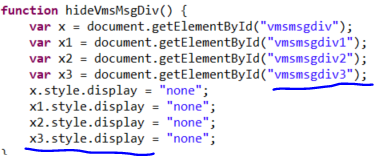 function hideVmsMsgDiv() {
var x = document.getElementById("vmsmsgdiv");
var x1 = document.getElementById("vmsmsgdiv1");
var x2 = document.getElementById("vmsmsgdiv2");
var x3 = document.getElementById("vmsmsgdiv3");
x.style.display = "none";
x1.style.display = "none";
x2.style.display = "none";
x3.style.display = "none";
}